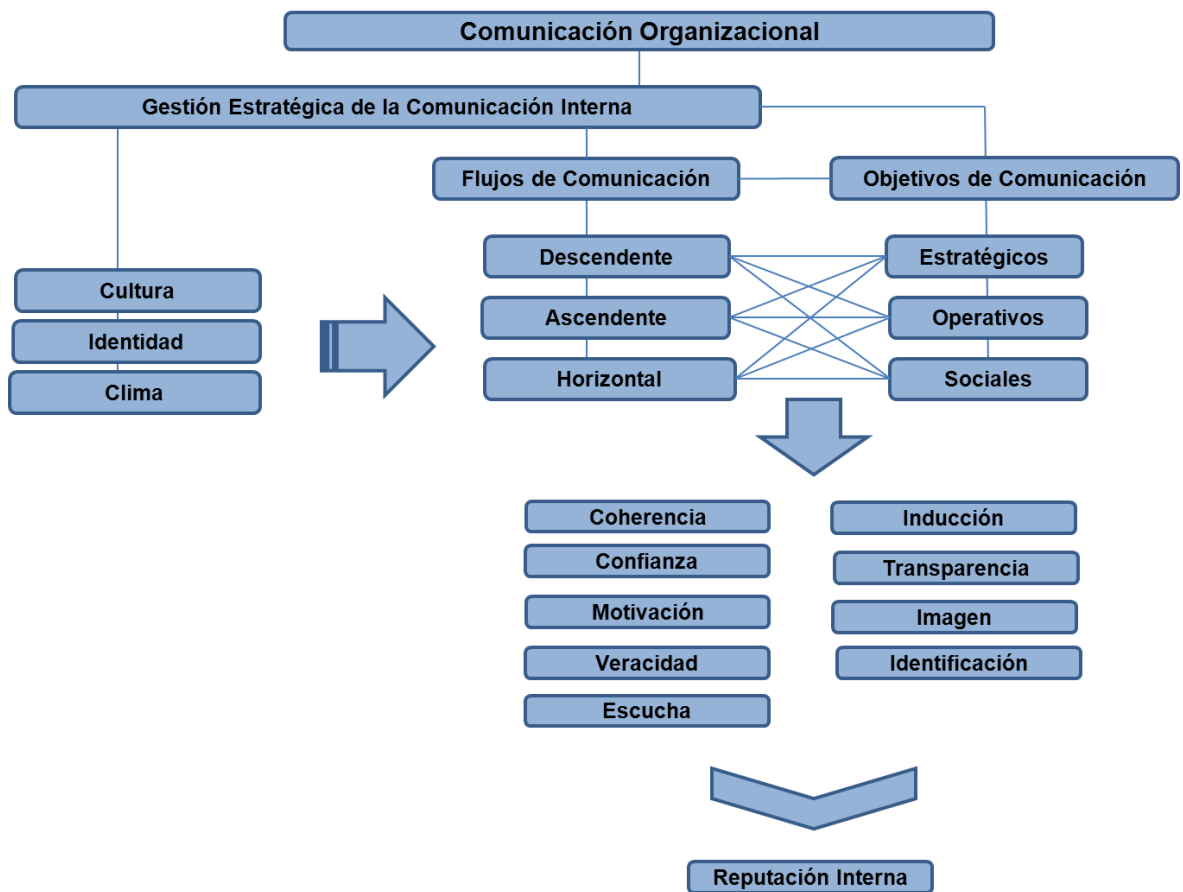 Comunicación Organizacional
Gestión Estratégica de la Comunicación Interna
Flujos de Comunicación
Objetivos de Comunicación
Descendente
Estratégicos
Cultura
Ascendente
Operativos
Identidad
Horizontal
Sociales
Clima
Coherencia
Inducción
Confianza
Transparencia
Motivación
Imagen
Veracidad
Identificación
Escucha
Reputación Interna